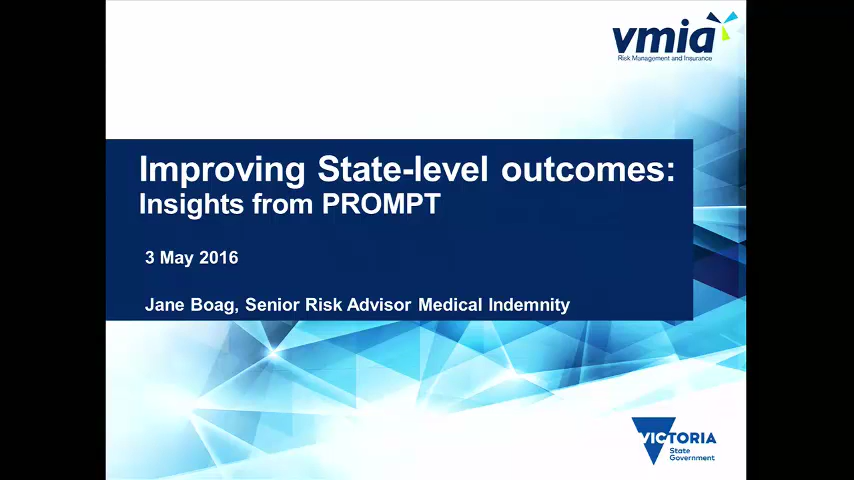 vmia
Risk Management and Insurance
Improving State-level outcomes:
Insights from PROMPT
3 May 2016
Jane Boag, Senior Risk Advisor Medical Indemnity
VICTORIA
State
Government